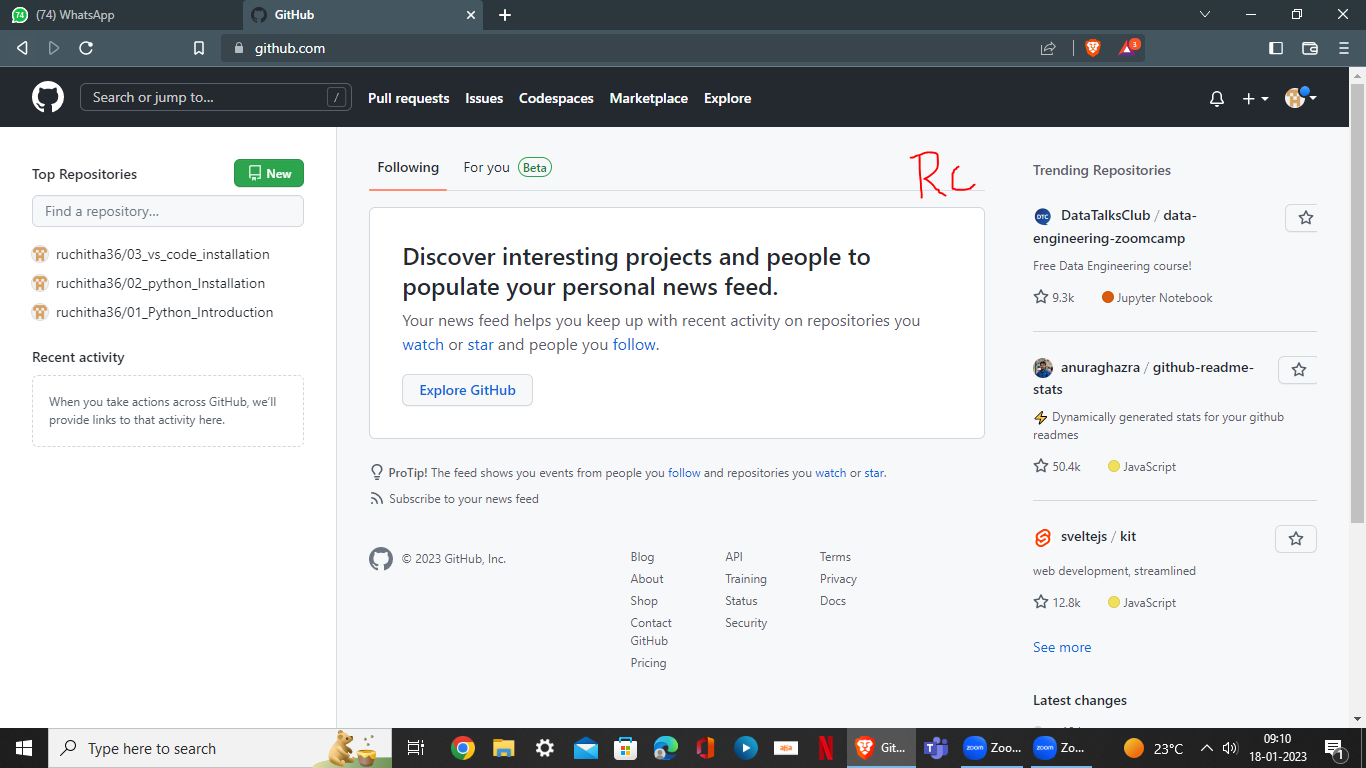 (74) WhatsApp
GitHub
github.com
3
Search or jump to...
/
Pull requests
Issues
Codespaces
Marketplace
Explore
Top Repositories
New
Find a repository...
ruchitha36/03_vs_code_installation
ruchitha36/02_python_Installation
ruchitha36/01_Python_Introduction
Recent activity
When you take actions across GitHub, we'll
provide links to that activity here.
Following
For you
Beta
Rc
Discover interesting projects and people to
populate your personal news feed.
Your news feed helps you keep up with recent activity on repositories you
watch or star and people you follow.
Explore GitHub
ProTip! The feed shows you events from people you follow and repositories you watch or star.
Subscribe to your news feed
© 2023 GitHub, Inc.
Blog
About
Shop
Contact
GitHub
Pricing
API
Training
Status
Security
Terms
Privacy
Docs
Trending Repositories
DTC
DataTalksClub / data-
engineering-zoomcamp
Free Data Engineering course!
9.3k
Jupyter Notebook
anuraghazra / github-readme-
stats
Dynamically generated stats for your github
readmes
50.4k
JavaScript
sveltejs / kit
web development, streamlined
12.8k
JavaScript
See more
Latest changes
Type here to search
Git...
zoom
Zoo...
zoom
Zo...
23°C
09:10
18-01-2023
1